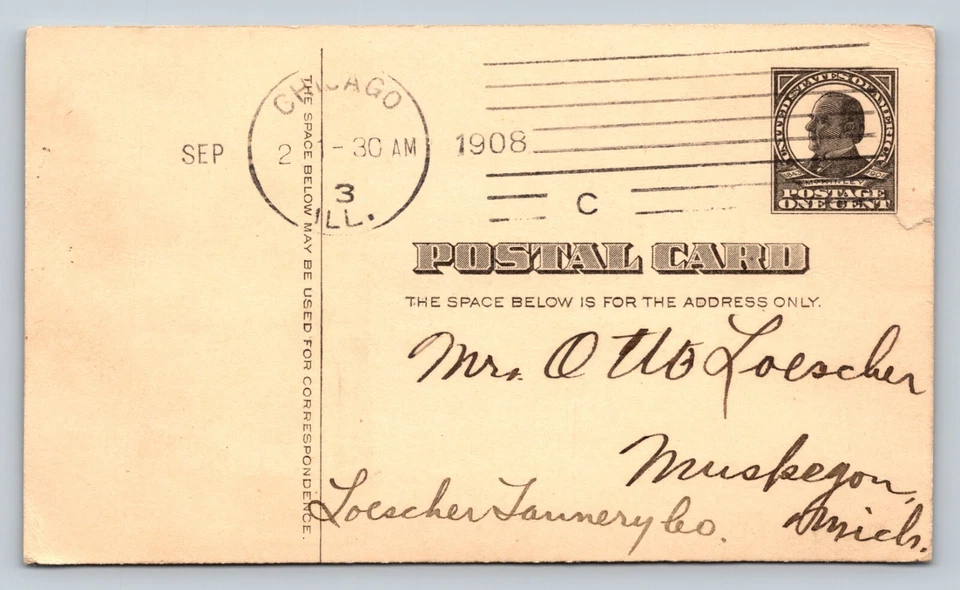 CHICAGO
SEP 2 - 30 AM 1908
3
ILL.
C
UNITED STATES OF AMERICA
McKINLEY
POSTAGE
ONE CENT
POSTAL CARD
THE SPACE BELOW IS FOR THE ADDRESS ONLY.
THE SPACE BELOW MAY BE USED FOR CORRESPONDENCE.
Mr. Otto Loescher
Muskegon,
Mich.
Loescher Tannery Co.